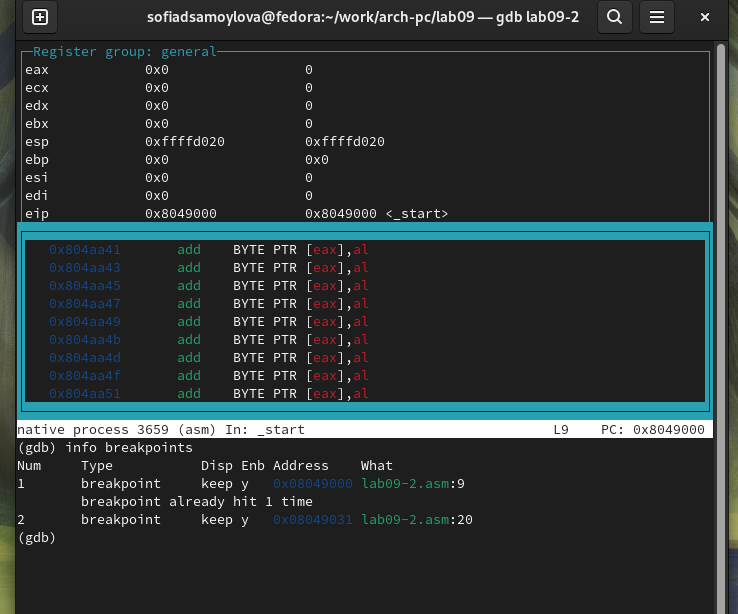 sofiadsamoylova@fedora:~/work/arch-pc/lab09 — gdb lab09-2
Register group: general
eax 0x0 0
ecx 0x0 0
edx 0x0 0
ebx 0x0 0
esp 0xffffd020 0xffffd020
ebp 0x0 0x0
esi 0x0 0
edi 0x0 0
eip 0x8049000 0x8049000 <_start>
0x804aa41 add BYTE PTR [eax],al
0x804aa43 add BYTE PTR [eax],al
0x804aa45 add BYTE PTR [eax],al
0x804aa47 add BYTE PTR [eax],al
0x804aa49 add BYTE PTR [eax],al
0x804aa4b add BYTE PTR [eax],al
0x804aa4d add BYTE PTR [eax],al
0x804aa4f add BYTE PTR [eax],al
0x804aa51 add BYTE PTR [eax],al
native process 3659 (asm) In: _start L9 PC: 0x8049000
(gdb) info breakpoints
Num Type Disp Enb Address What
1 breakpoint keep y 0x08049000 lab09-2.asm:9
breakpoint already hit 1 time
2 breakpoint keep y 0x08049031 lab09-2.asm:20
(gdb)